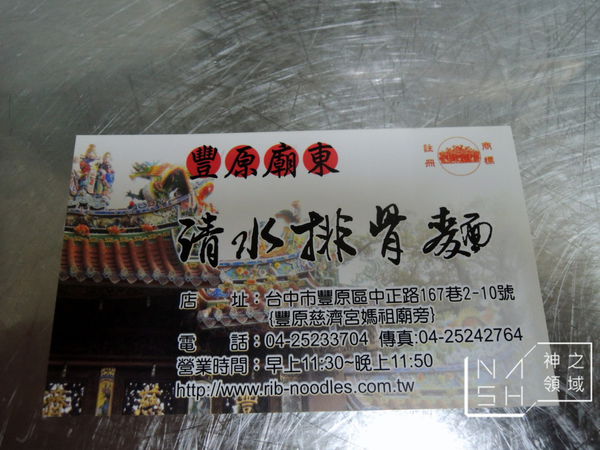 豐原廟東
註冊 商標
清水排骨麵
店　　址：台中市豐原區中正路167巷2-10號
{豐原慈濟宮媽祖廟旁}
電　　話：04-25233704 傳真:04-25242764
營業時間：早上11:30~晚上11:50
http://www.rib-noodles.com.tw
NASH 神之領域